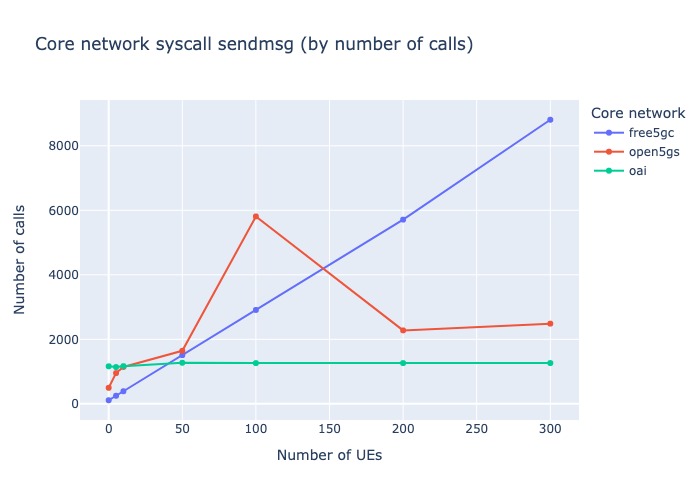 Core network syscall sendmsg (by number of calls)
Core network
free5gc
open5gs
oai
Number of calls
8000
6000
4000
2000
0
0 50 100 150 200 250 300
Number of UEs